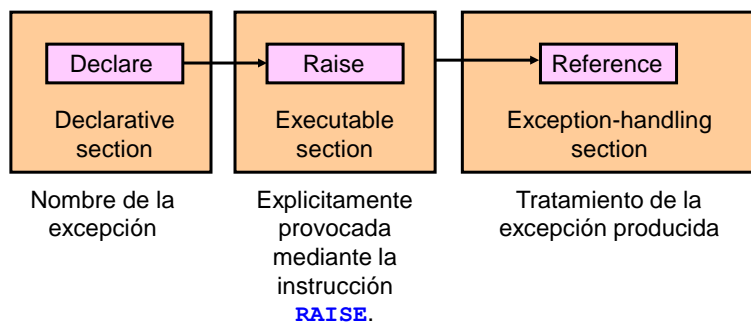 Declare
Raise
Reference
Declarative
section
Executable
section
Exception-handling
section
Nombre de la
excepción
Explicitamente
provocada
mediante la
instrucción
RAISE.
Tratamiento de la
excepción producida